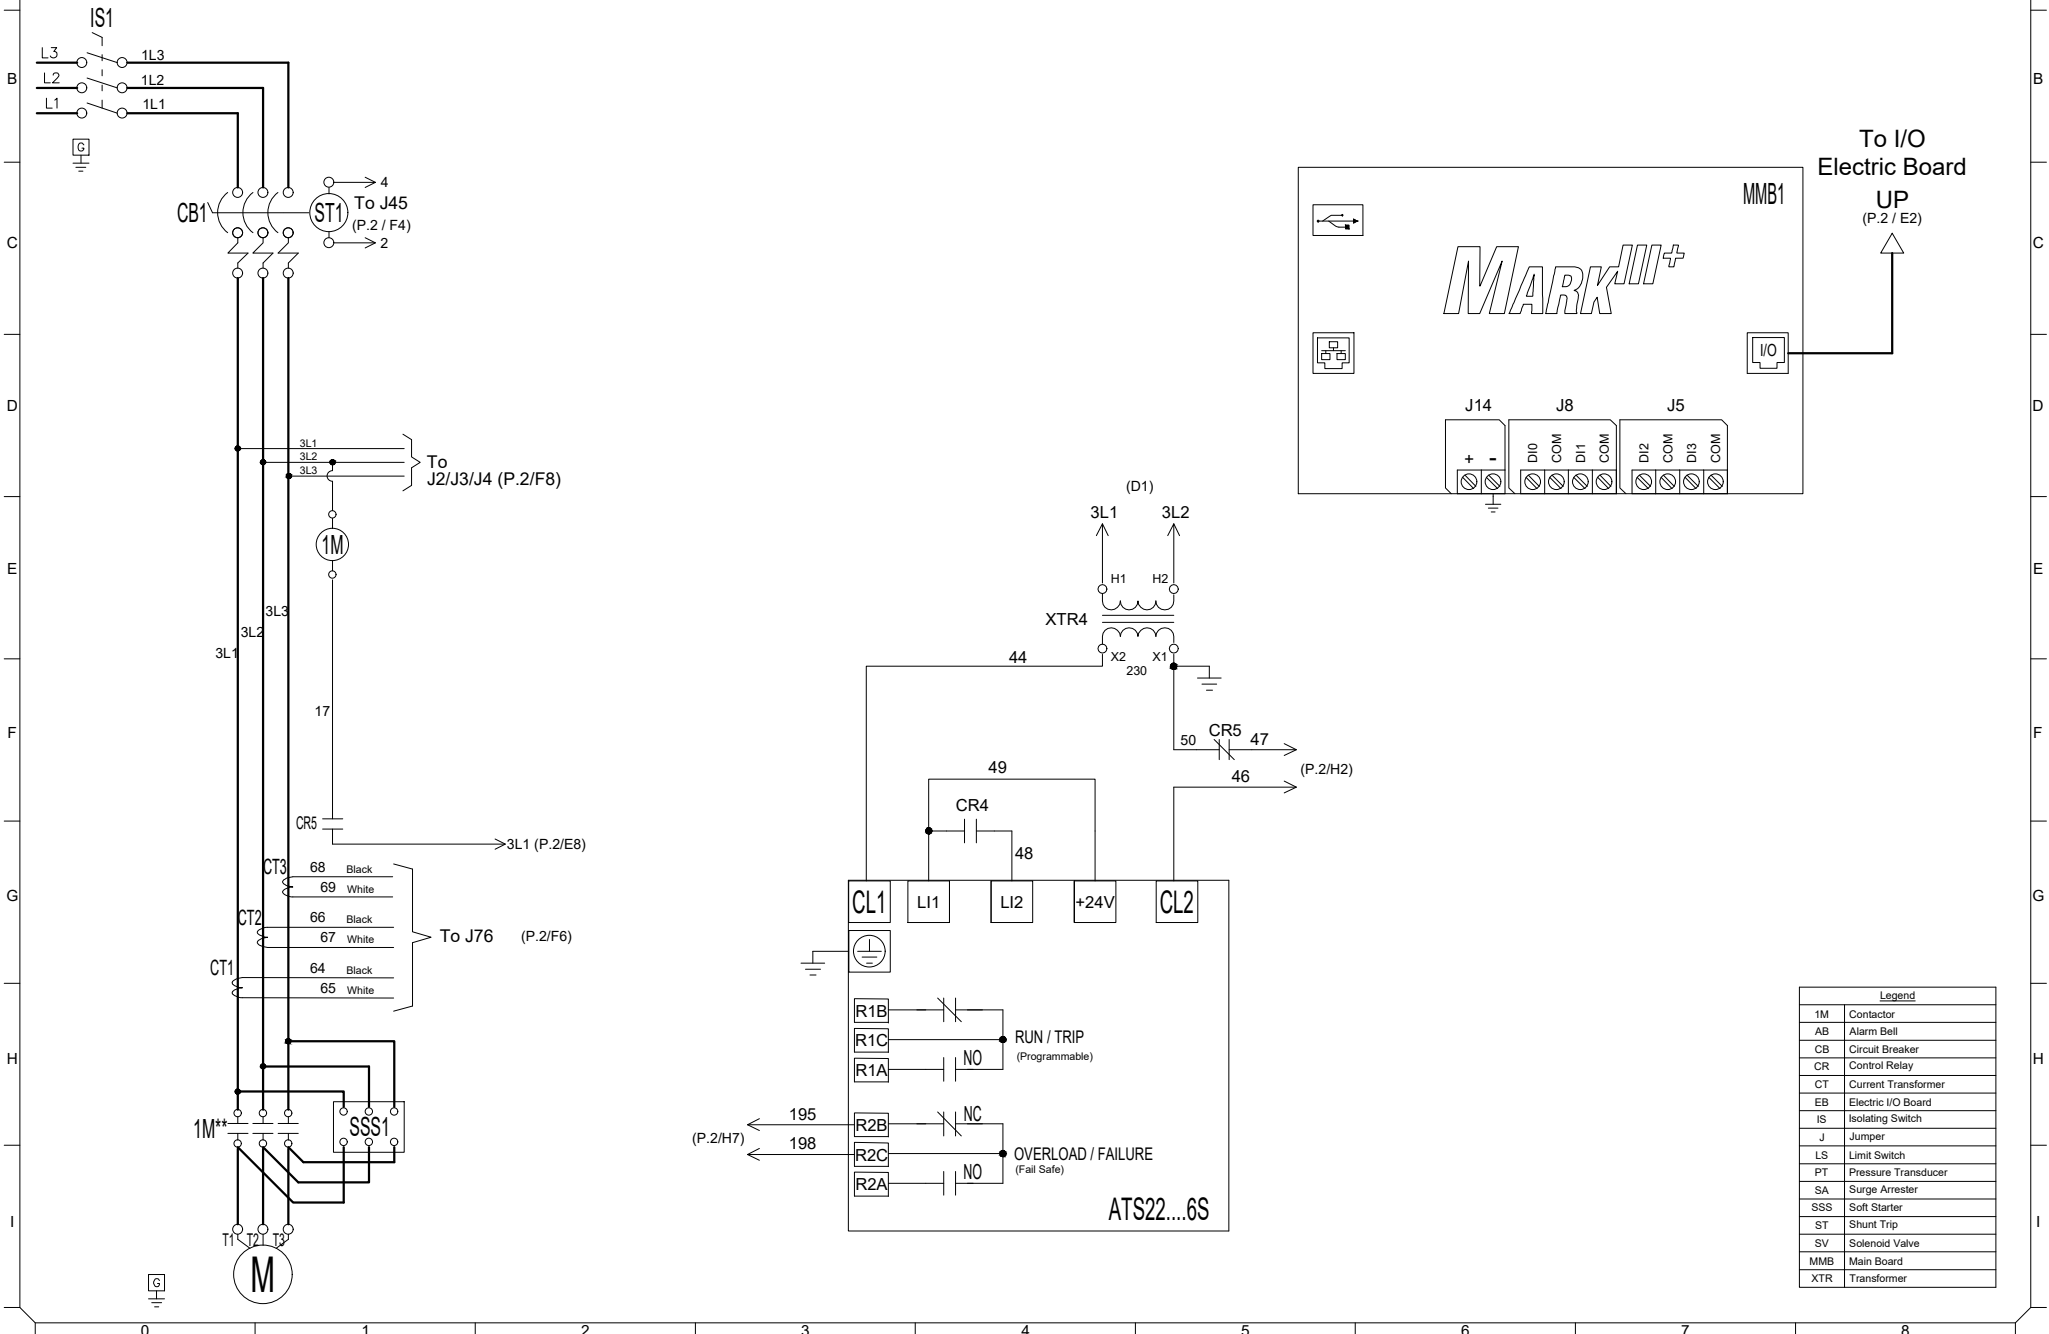 IS1
L3
1L3
L2
1L2
L1
1L1
G
B
B
CB1
ST1
4
To J45
(P.2 / F4)
2
C
C
MMB1
To I/O
Electric Board
UP
(P.2 / E2)
MARK III+
I/O
D
D
J14
J8
J5
+
-
DI0
COM
DI1
COM
DI2
COM
DI3
COM
3L1
3L2
3L3
To
J2/J3/J4 (P.2/F8)
1M
E
E
3L3
3L2
3L1
17
(D1)
3L1
3L2
H1
H2
XTR4
X2
X1
230
44
F
F
50
CR5
47
46
(P.2/H2)
49
CR4
48
CR5
3L1 (P.2/E8)
G
G
CT3
68
Black
69
White
CT2
66
Black
67
White
To J76
(P.2/F6)
CT1
64
Black
65
White
CL1
LI1
LI2
+24V
CL2
R1B
R1C
RUN / TRIP
(Programmable)
R1A
NO
H
H
195
R2B
NC
(P.2/H7)
198
R2C
OVERLOAD / FAILURE
(Fail Safe)
R2A
NO
ATS22....6S
1M**
SSS1
I
I
T1
T2
T3
M
G
Legend
1M Contactor
AB Alarm Bell
CB Circuit Breaker
CR Control Relay
CT Current Transformer
EB Electric I/O Board
IS Isolating Switch
J Jumper
LS Limit Switch
PT Pressure Transducer
SA Surge Arrester
SSS Soft Starter
ST Shunt Trip
SV Solenoid Valve
MMB Main Board
XTR Transformer
0
1
2
3
4
5
6
7
8